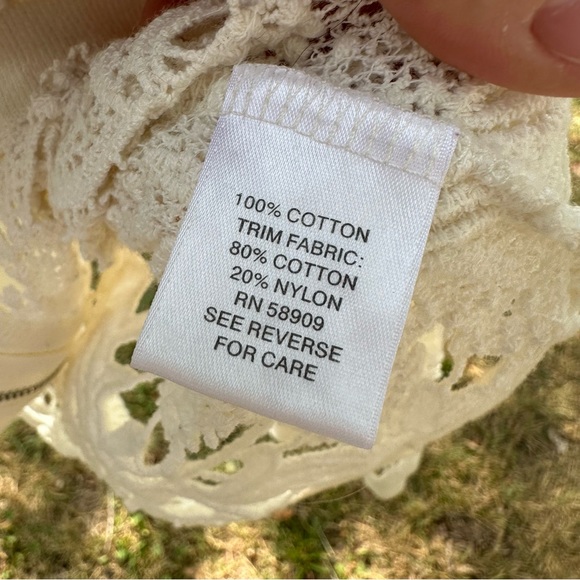 100% COTTON
TRIM FABRIC:
80% COTTON
20% NYLON
RN 58909
SEE REVERSE
FOR CARE